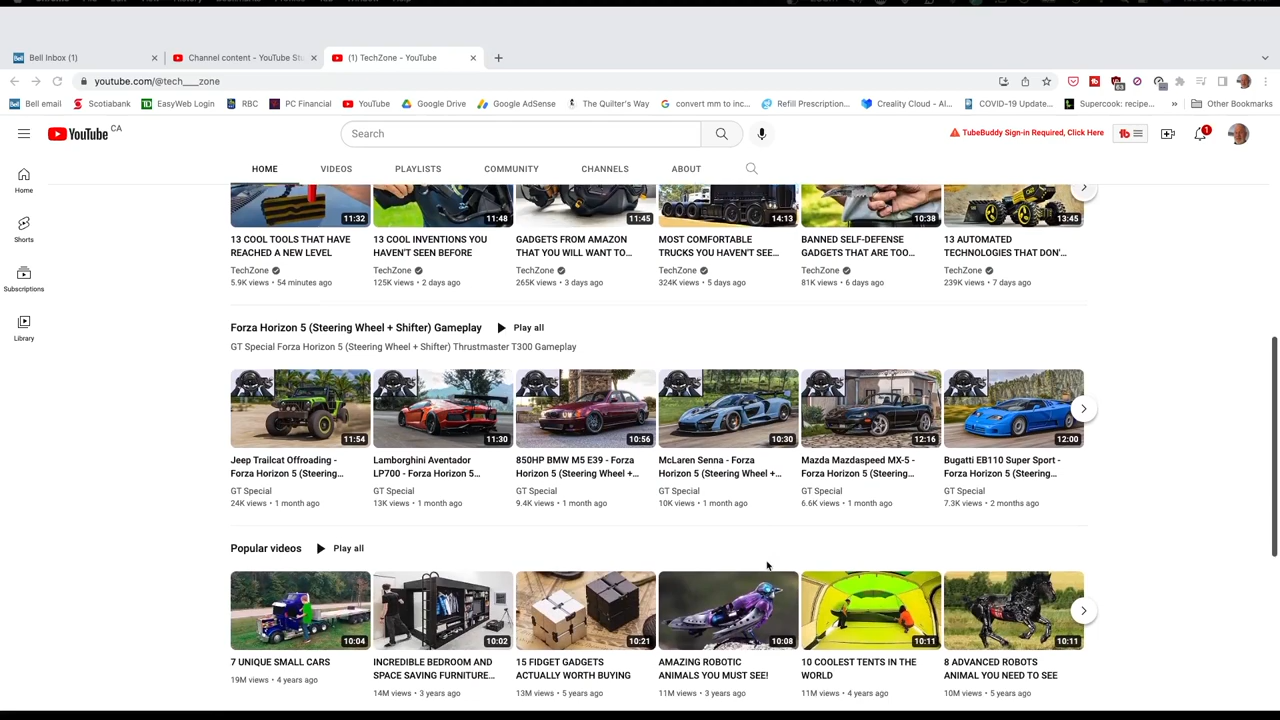 Bell Inbox (1)
Channel content - YouTube Stu
(1) TechZone - YouTube
youtube.com/@tech___zone
Bell email
Scotiabank
EasyWeb Login
RBC
PC Financial
YouTube
Google Drive
Google AdSense
The Quilter's Way
convert mm to inc...
Refill Prescription...
Creality Cloud - Al...
COVID-19 Update...
Supercook: recipe...
»
Other Bookmarks
YouTube CA
Search
TubeBuddy Sign-in Required, Click Here
tb
1
Home
Shorts
Subscriptions
Library
HOME
VIDEOS
PLAYLISTS
COMMUNITY
CHANNELS
ABOUT
11:32
11:48
11:45
14:13
10:38
13:45
13 COOL TOOLS THAT HAVE
REACHED A NEW LEVEL
TechZone
5.9K views • 54 minutes ago
13 COOL INVENTIONS YOU
HAVEN'T SEEN BEFORE
TechZone
125K views • 2 days ago
GADGETS FROM AMAZON
THAT YOU WILL WANT TO...
TechZone
265K views • 3 days ago
MOST COMFORTABLE
TRUCKS YOU HAVEN'T SEE...
TechZone
324K views • 5 days ago
BANNED SELF-DEFENSE
GADGETS THAT ARE TOO...
TechZone
81K views • 6 days ago
13 AUTOMATED
TECHNOLOGIES THAT DON'...
TechZone
239K views • 7 days ago
Forza Horizon 5 (Steering Wheel + Shifter) Gameplay
Play all
GT Special Forza Horizon 5 (Steering Wheel + Shifter) Thrustmaster T300 Gameplay
11:54
11:30
10:56
10:30
12:16
12:00
Jeep Trailcat Offroading -
Forza Horizon 5 (Steering...
GT Special
24K views • 1 month ago
Lamborghini Aventador
LP700 - Forza Horizon 5...
GT Special
13K views • 1 month ago
850HP BMW M5 E39 - Forza
Horizon 5 (Steering Wheel +...
GT Special
9.4K views • 1 month ago
McLaren Senna - Forza
Horizon 5 (Steering Wheel +...
GT Special
10K views • 1 month ago
Mazda Mazdaspeed MX-5 -
Forza Horizon 5 (Steering...
GT Special
6.6K views • 1 month ago
Bugatti EB110 Super Sport -
Forza Horizon 5 (Steering...
GT Special
7.3K views • 2 months ago
Popular videos
Play all
10:04
10:02
10:21
10:08
10:11
10:11
7 UNIQUE SMALL CARS
19M views • 4 years ago
INCREDIBLE BEDROOM AND
SPACE SAVING FURNITURE...
14M views • 3 years ago
15 FIDGET GADGETS
ACTUALLY WORTH BUYING
13M views • 5 years ago
AMAZING ROBOTIC
ANIMALS YOU MUST SEE!
11M views • 3 years ago
10 COOLEST TENTS IN THE
WORLD
11M views • 4 years ago
8 ADVANCED ROBOTS
ANIMAL YOU NEED TO SEE
10M views • 5 years ago